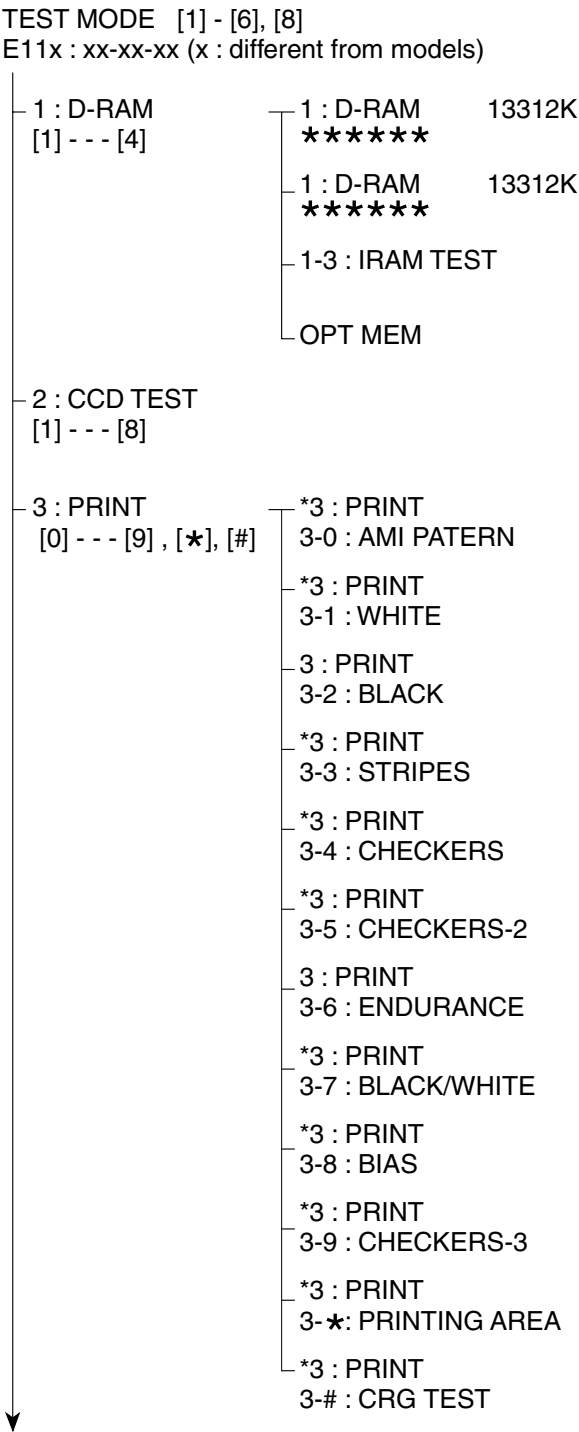 TEST MODE [1] - [6], [8]
E11x : xx-xx-xx (x : different from models)
1 : D-RAM
[1] - - - [4]
1 : D-RAM 13312K
★★★★★★
1 : D-RAM 13312K
★★★★★★
1-3 : IRAM TEST
OPT MEM
2 : CCD TEST
[1] - - - [8]
3 : PRINT
[0] - - - [9] , [★], [#]
*3 : PRINT
3-0 : AMI PATERN
*3 : PRINT
3-1 : WHITE
3 : PRINT
3-2 : BLACK
*3 : PRINT
3-3 : STRIPES
*3 : PRINT
3-4 : CHECKERS
*3 : PRINT
3-5 : CHECKERS-2
3 : PRINT
3-6 : ENDURANCE
*3 : PRINT
3-7 : BLACK/WHITE
*3 : PRINT
3-8 : BIAS
*3 : PRINT
3-9 : CHECKERS-3
*3 : PRINT
3-★: PRINTING AREA
*3 : PRINT
3-# : CRG TEST